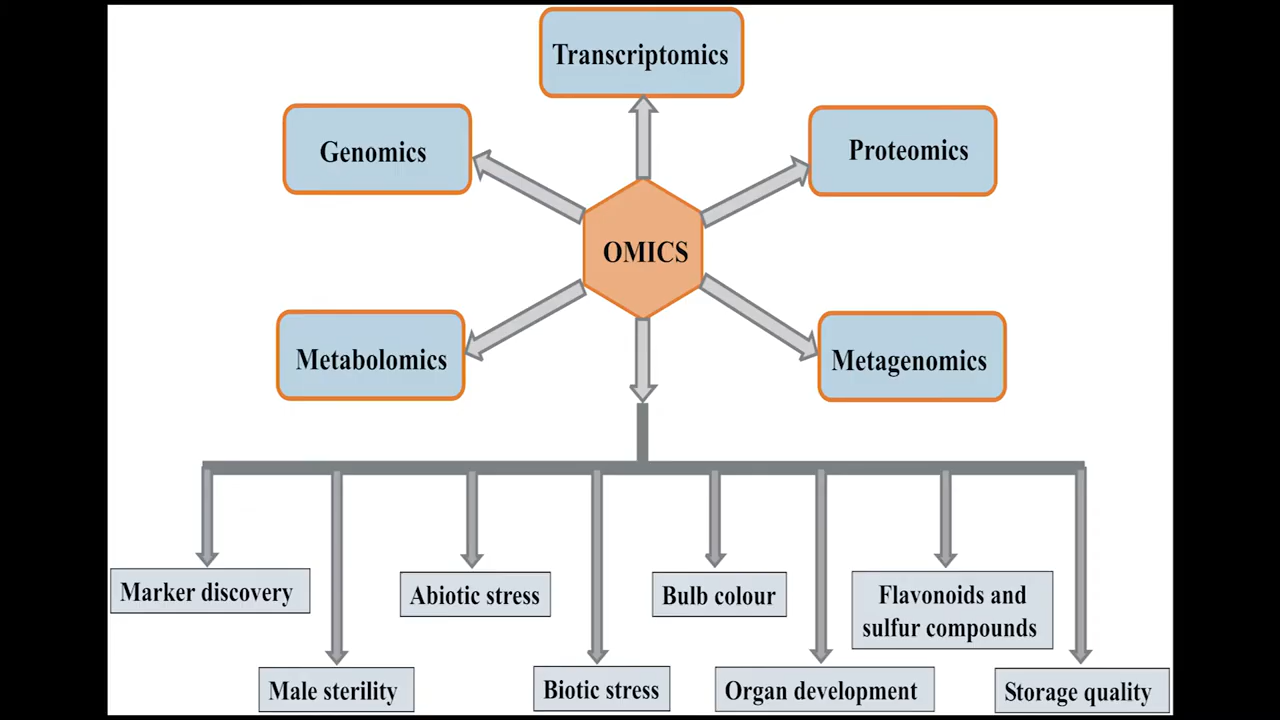 Transcriptomics
Genomics
Proteomics
OMICS
Metabolomics
Metagenomics
Marker discovery
Abiotic stress
Bulb colour
Flavonoids and
sulfur compounds
Male sterility
Biotic stress
Organ development
Storage quality